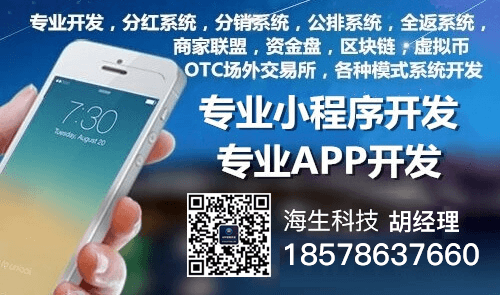 专业开发，分红系统，分销系统，公排系统，全返系统，
商家联盟，资金盘，区块链，虚拟币
OTC场外交易所，各种模式系统开发
专业小程序开发
专业APP开发
7:30
Tuesday, August 20
海生科技 胡经理
18578637660